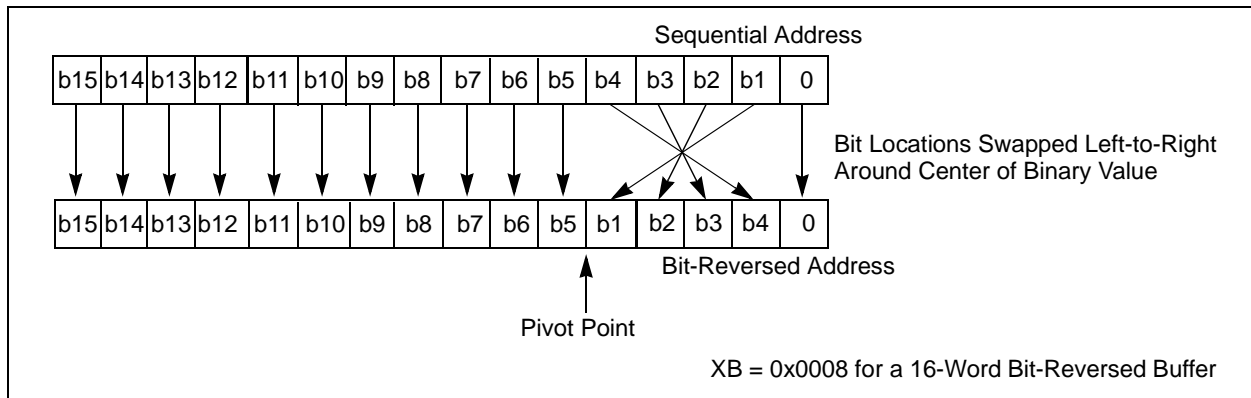 Sequential Address
b15 b14 b13 b12 b11 b10 b9 b8 b7 b6 b5 b4 b3 b2 b1 0
Bit Locations Swapped Left-to-Right
Around Center of Binary Value
b15 b14 b13 b12 b11 b10 b9 b8 b7 b6 b5 b1 b2 b3 b4 0
Bit-Reversed Address
Pivot Point
XB = 0x0008 for a 16-Word Bit-Reversed Buffer